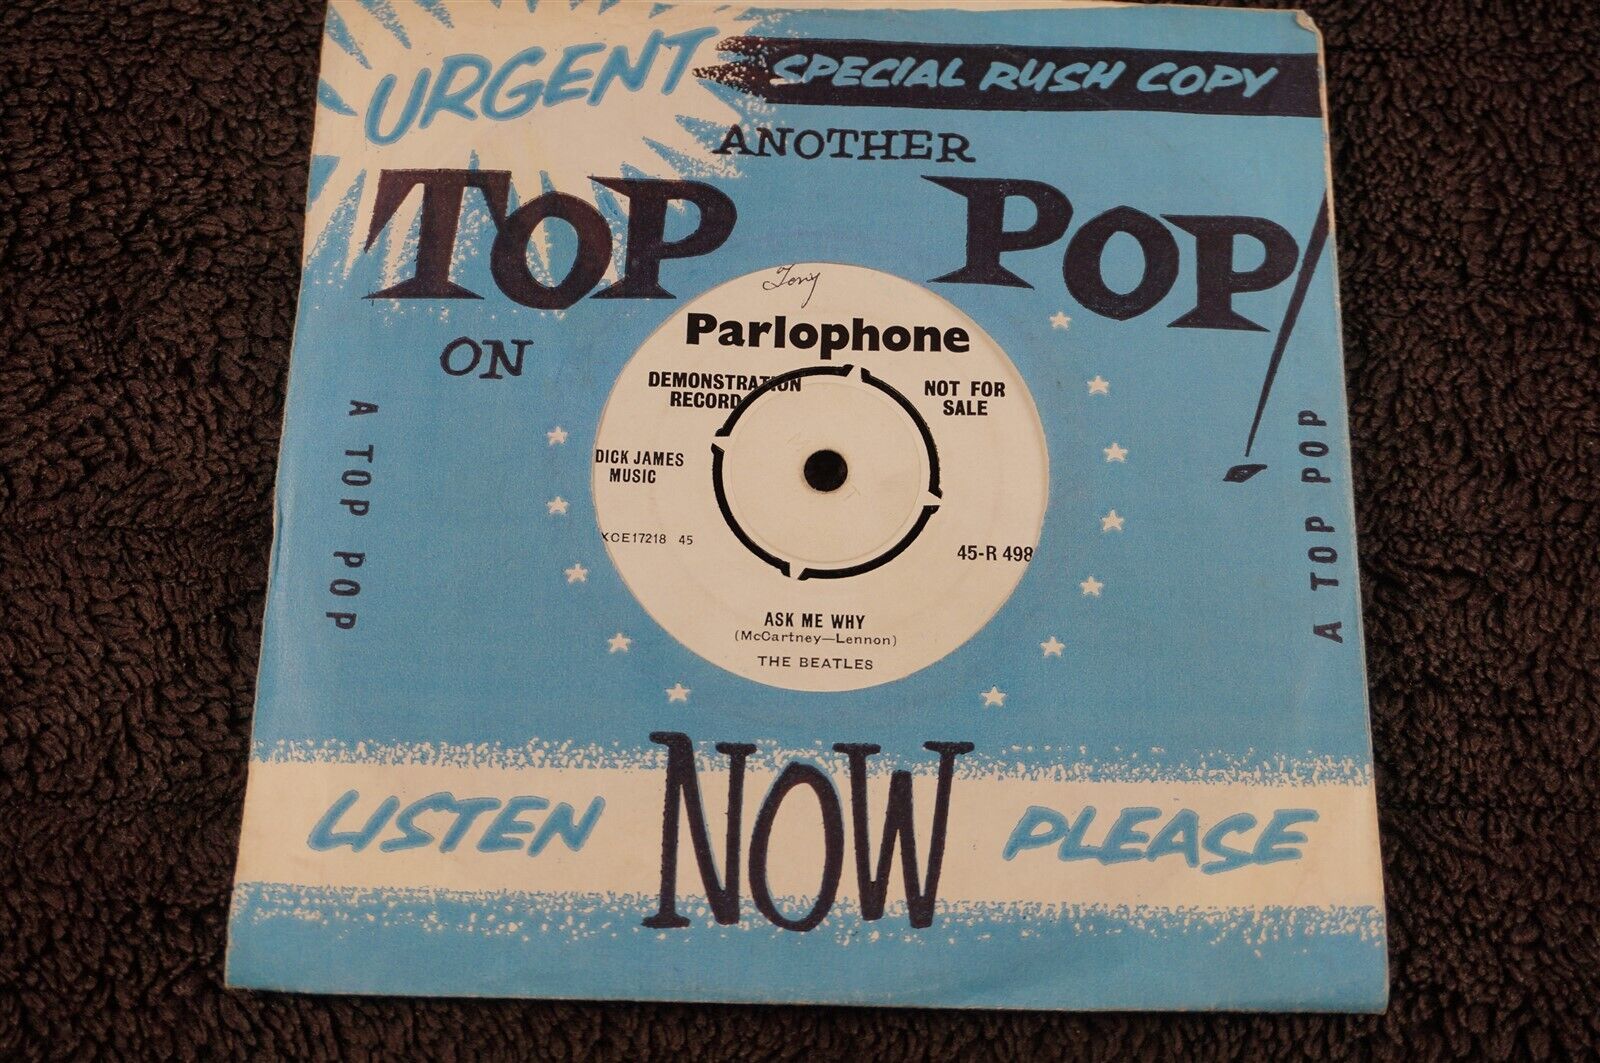 URGENT
SPECIAL RUSH COPY
ANOTHER
TOP POP!
ON
A TOP POP
A TOP POP
Tony
Parlophone
DEMONSTRATION
RECORD
NOT FOR
SALE
DICK JAMES
MUSIC
XCE17218 45
45-R 498
ASK ME WHY
(McCartney—Lennon)
THE BEATLES
LISTEN NOW PLEASE